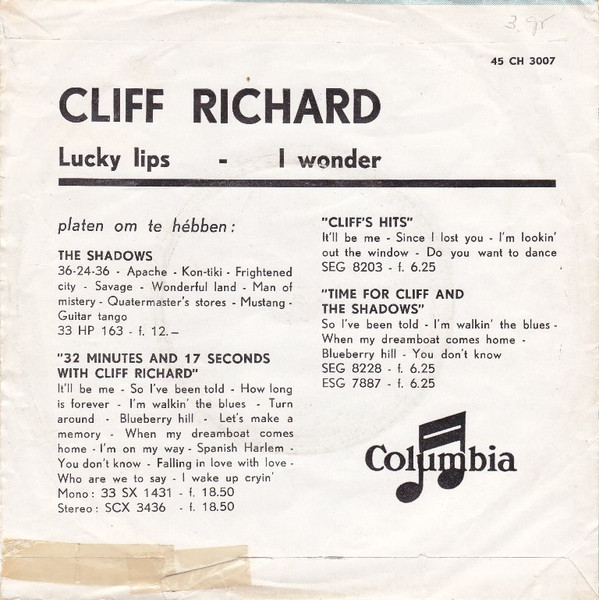 3.gr
45 CH 3007
CLIFF RICHARD
Lucky lips - I wonder
platen om te hébben :
THE SHADOWS
36-24-36 - Apache - Kon-tiki - Frightened
city - Savage - Wonderful land - Man of
mistery - Quatermaster's stores - Mustang -
Guitar tango
33 HP 163 - f. 12.—
"32 MINUTES AND 17 SECONDS
WITH CLIFF RICHARD"
It'll be me - So I've been told - How long
is forever - I'm walkin' the blues - Turn
around - Blueberry hill - Let's make a
memory - When my dreamboat comes
home - I'm on my way - Spanish Harlem -
You don't know - Falling in love with love -
Who are we to say - I wake up cryin'
Mono : 33 SX 1431 - f. 18.50
Stereo : SCX 3436 - f. 18.50
"CLIFF'S HITS"
It'll be me - Since I lost you - I'm lookin'
out the window - Do you want to dance
SEG 8203 - f. 6.25
"TIME FOR CLIFF AND
THE SHADOWS"
So I've been told - I'm walkin' the blues -
When my dreamboat comes home -
Blueberry hill - You don't know
SEG 8228 - f. 6.25
ESG 7887 - f. 6.25
Columbia